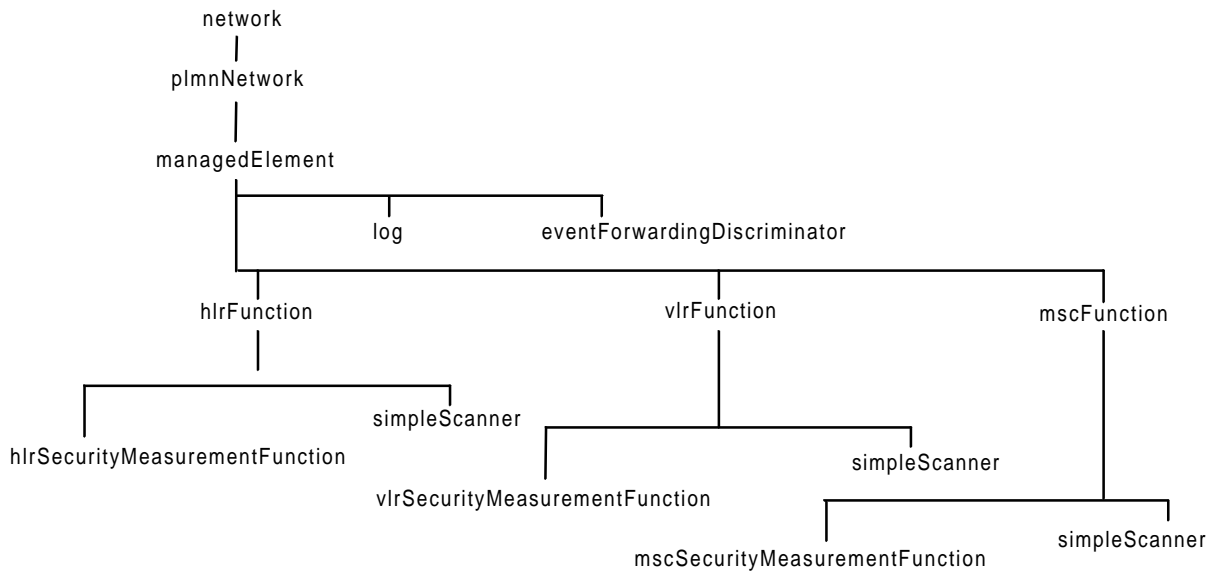 network
plmnNetwork
managedElement
log
eventForwardingDiscriminator
hlrFunction
vlrFunction
mscFunction
simpleScanner
hlrSecurityMeasurementFunction
simpleScanner
vlrSecurityMeasurementFunction
simpleScanner
mscSecurityMeasurementFunction